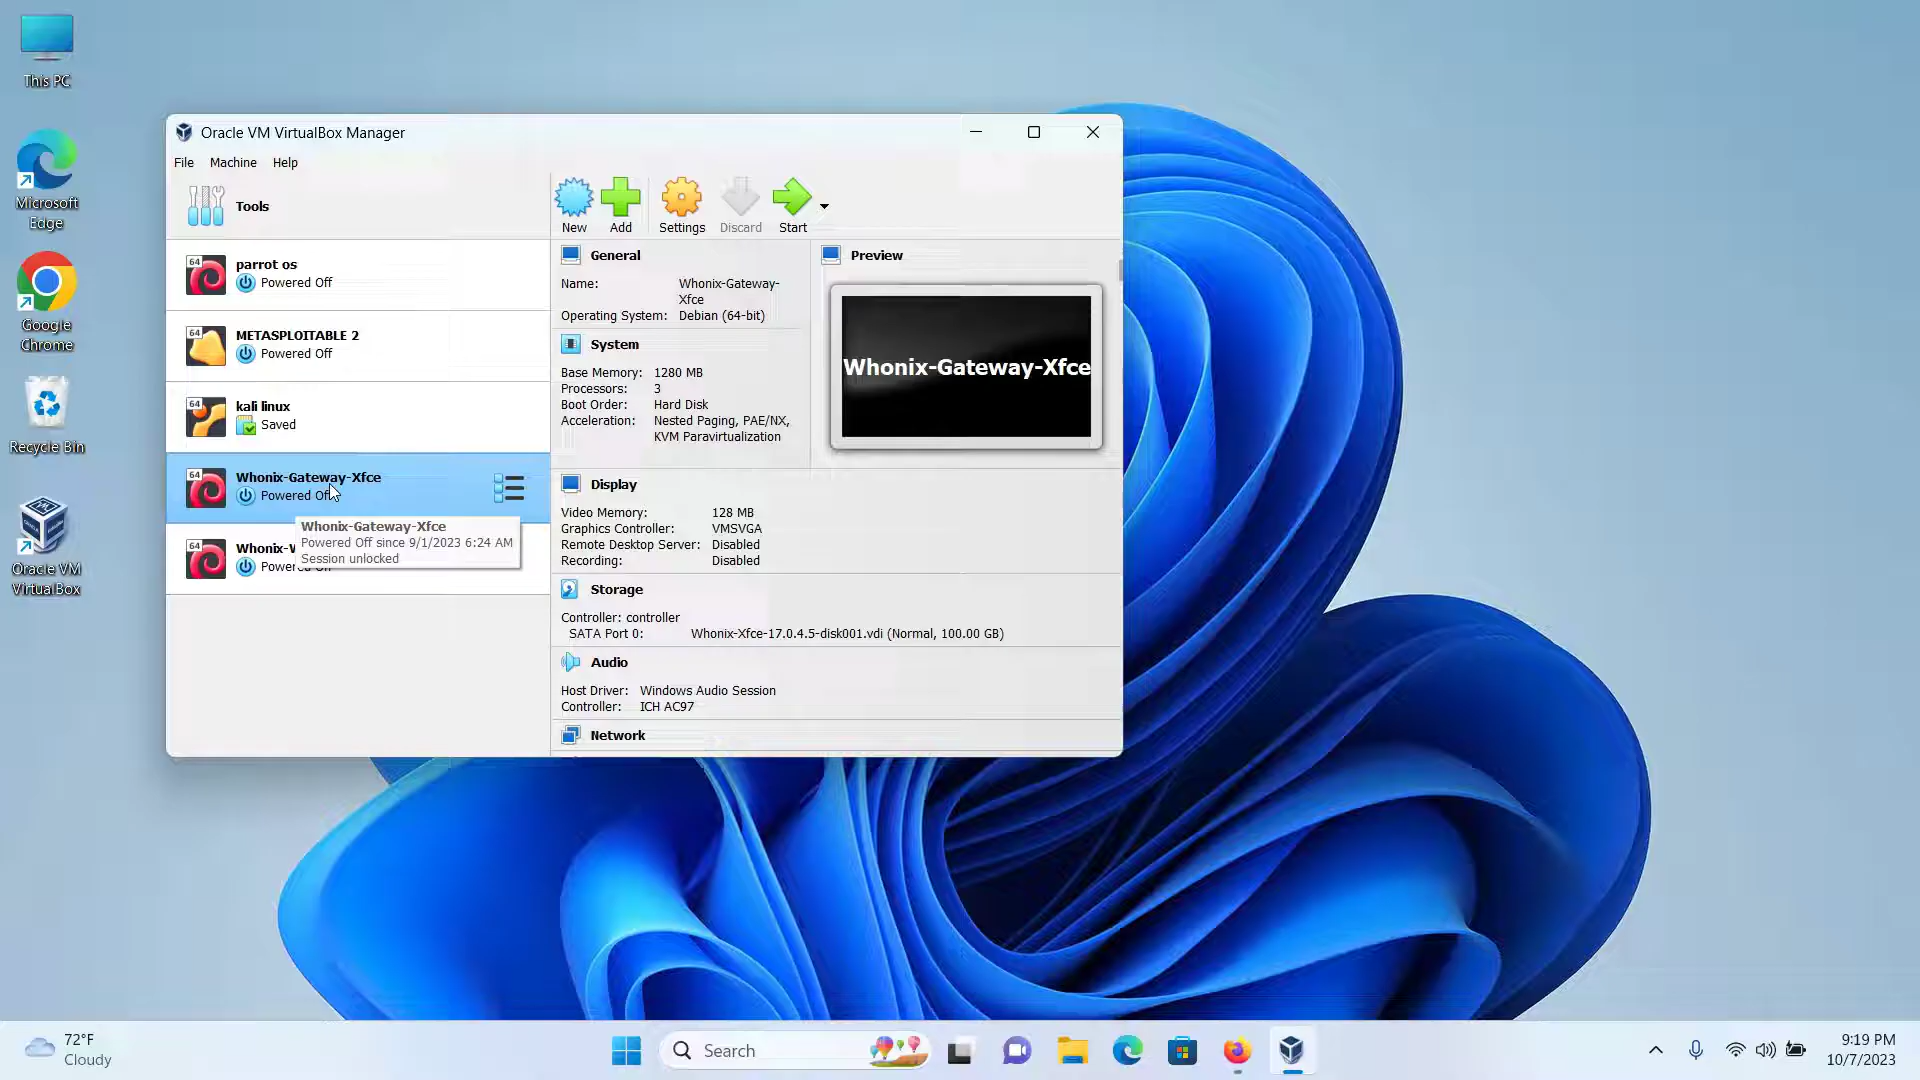 This PC
Microsoft
Edge
Google
Chrome
Recycle Bin
Oracle VM
VirtualBox
Oracle VM VirtualBox Manager
File Machine Help
Tools
New Add Settings Discard Start
64
parrot os
Powered Off
64
METASPLOITABLE 2
Powered Off
64
kali linux
Saved
64
Whonix-Gateway-Xfce
Powered Off
Whonix-Gateway-Xfce
Powered Off since 9/1/2023 6:24 AM
Session unlocked
64
Whonix-W
Powered Off
General
Name: Whonix-Gateway-
Xfce
Operating System: Debian (64-bit)
System
Base Memory: 1280 MB
Processors: 3
Boot Order: Hard Disk
Acceleration: Nested Paging, PAE/NX,
KVM Paravirtualization
Preview
Whonix-Gateway-Xfce
Display
Video Memory: 128 MB
Graphics Controller: VMSVGA
Remote Desktop Server: Disabled
Recording: Disabled
Storage
Controller: controller
SATA Port 0: Whonix-Xfce-17.0.4.5-disk001.vdi (Normal, 100.00 GB)
Audio
Host Driver: Windows Audio Session
Controller: ICH AC97
Network
72°F
Cloudy
Search
9:19 PM
10/7/2023